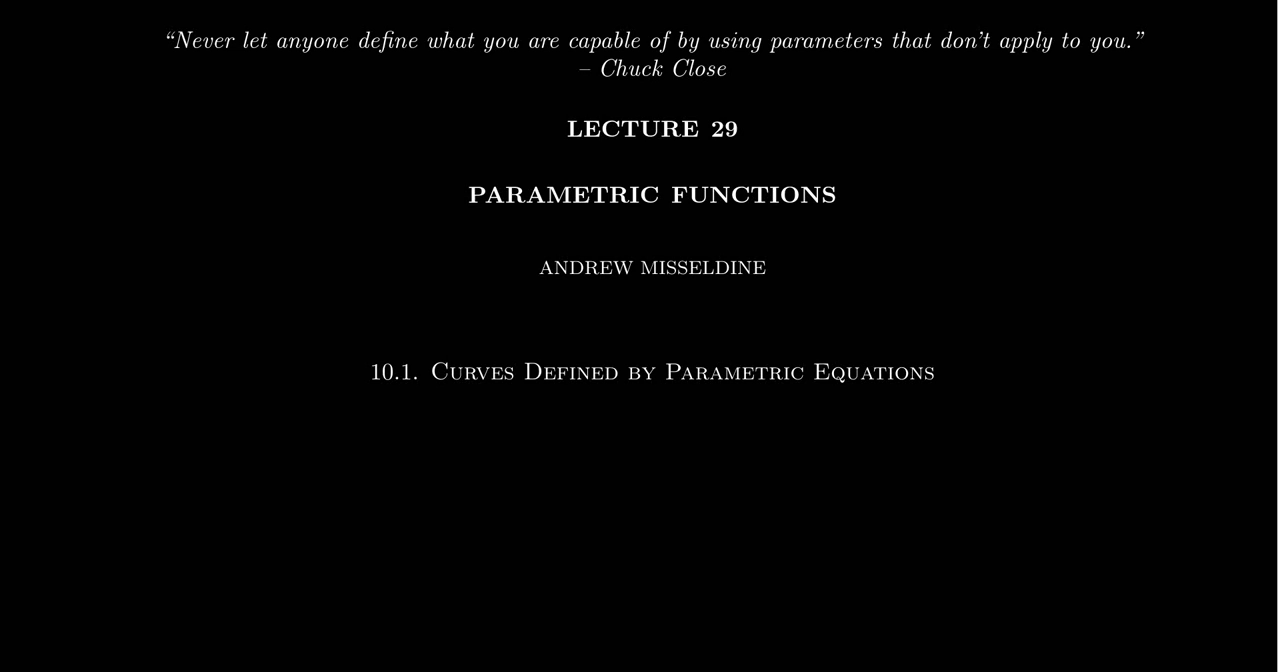 “Never let anyone define what you are capable of by using parameters that don’t apply to you.”
– Chuck Close
LECTURE 29
PARAMETRIC FUNCTIONS
ANDREW MISSELDINE
10.1. Curves Defined by Parametric Equations